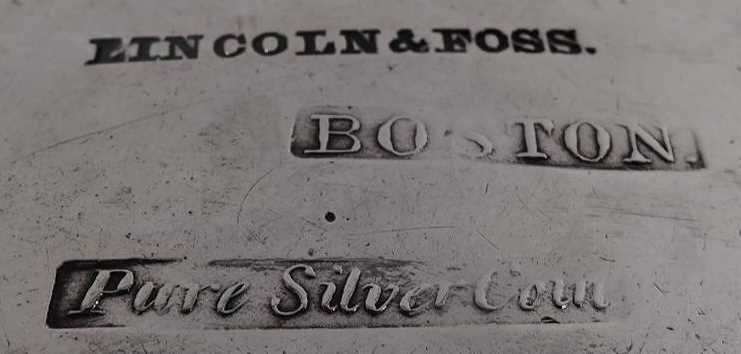 LINCOLN & FOSS.
BOSTON.
Pure Silver Coin